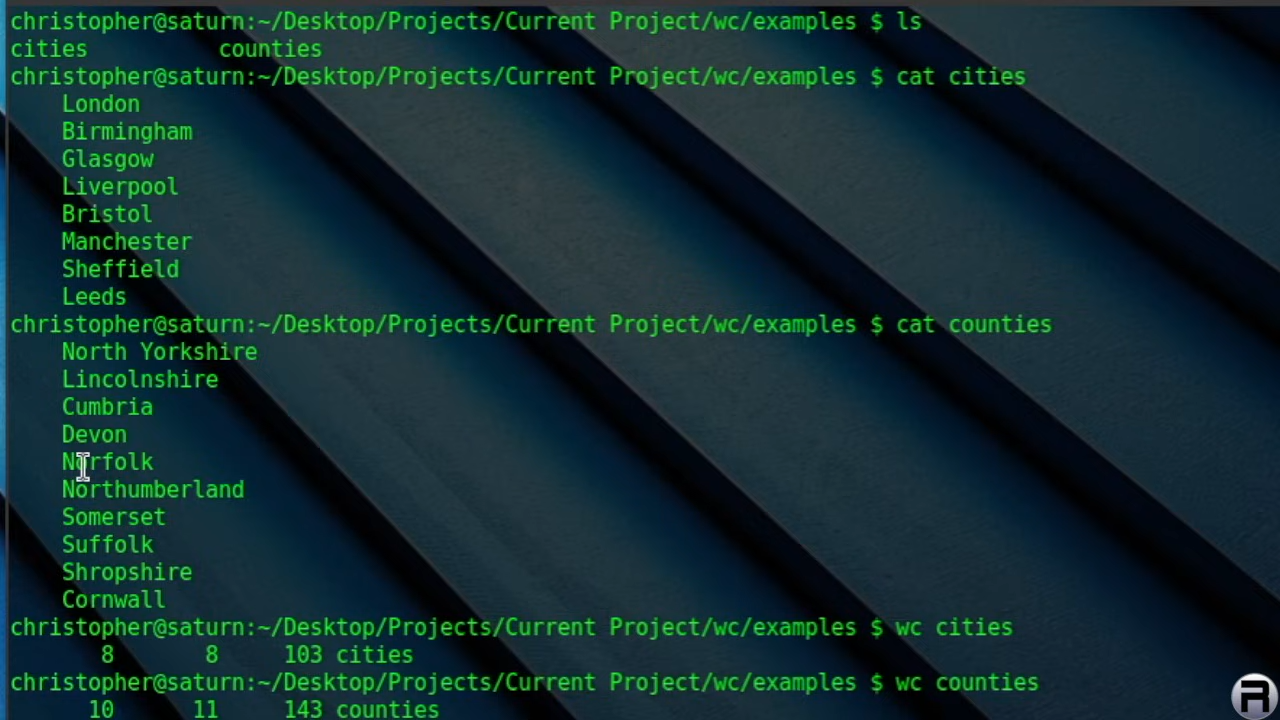 christopher@saturn:~/Desktop/Projects/Current Project/wc/examples $ ls
cities          counties
christopher@saturn:~/Desktop/Projects/Current Project/wc/examples $ cat cities
    London
    Birmingham
    Glasgow
    Liverpool
    Bristol
    Manchester
    Sheffield
    Leeds
christopher@saturn:~/Desktop/Projects/Current Project/wc/examples $ cat counties
    North Yorkshire
    Lincolnshire
    Cumbria
    Devon
    Norfolk
    Northumberland
    Somerset
    Suffolk
    Shropshire
    Cornwall
christopher@saturn:~/Desktop/Projects/Current Project/wc/examples $ wc cities
       8       8     103 cities
christopher@saturn:~/Desktop/Projects/Current Project/wc/examples $ wc counties
      10      11     143 counties